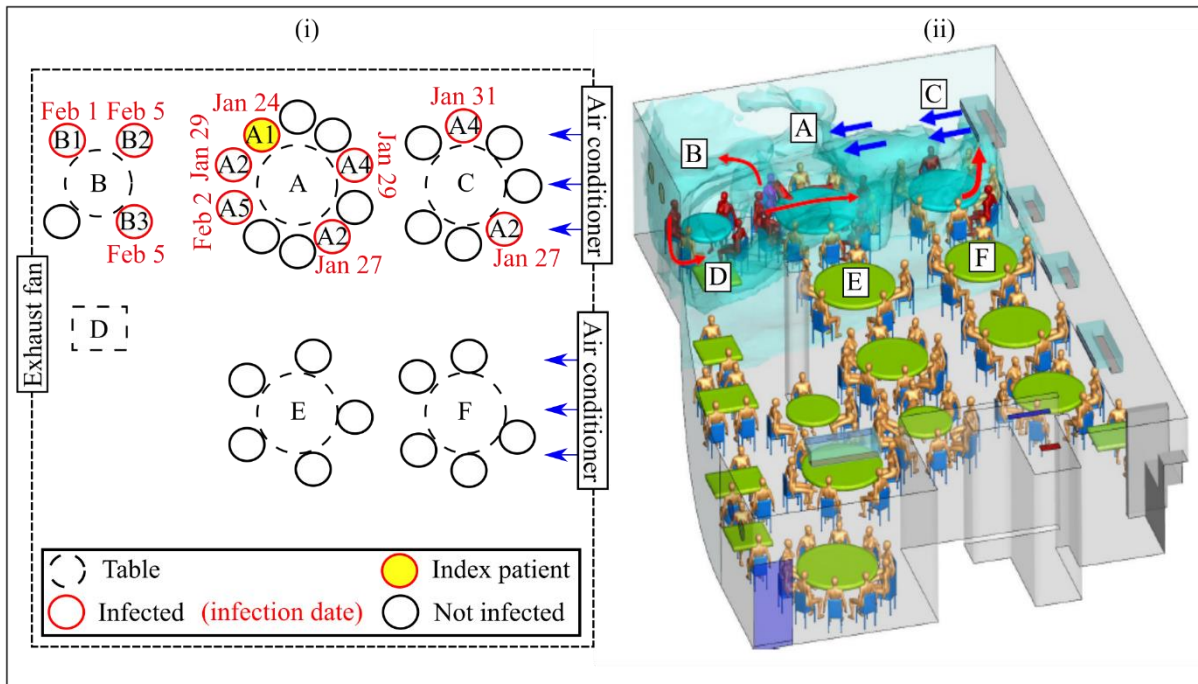 (i)
(ii)
Jan 24
Jan 31
Feb 1 Feb 5
Jan 29
Feb 2
Jan 29
B1
B2
B
B3
Feb 5
A1
A2
A5
A
A4
A2
Jan 27
A4
C
A2
Jan 27
Air conditioner
Exhaust fan
D
E
F
Air conditioner
Table
Index patient
Infected (infection date)
Not infected
C
A
B
D
E
F